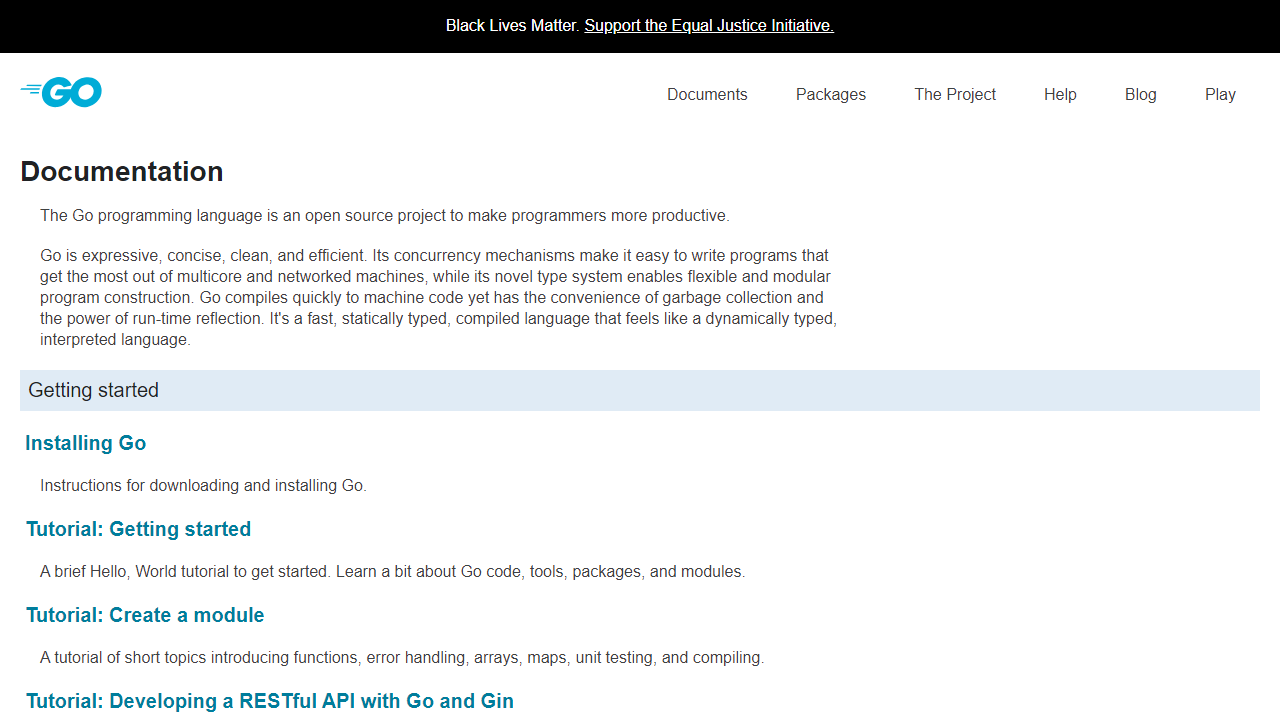 Black Lives Matter. Support the Equal Justice Initiative.
GO
Documents Packages The Project Help Blog Play
Documentation
The Go programming language is an open source project to make programmers more productive.
Go is expressive, concise, clean, and efficient. Its concurrency mechanisms make it easy to write programs that
get the most out of multicore and networked machines, while its novel type system enables flexible and modular
program construction. Go compiles quickly to machine code yet has the convenience of garbage collection and
the power of run-time reflection. It's a fast, statically typed, compiled language that feels like a dynamically typed,
interpreted language.
Getting started
Installing Go
Instructions for downloading and installing Go.
Tutorial: Getting started
A brief Hello, World tutorial to get started. Learn a bit about Go code, tools, packages, and modules.
Tutorial: Create a module
A tutorial of short topics introducing functions, error handling, arrays, maps, unit testing, and compiling.
Tutorial: Developing a RESTful API with Go and Gin